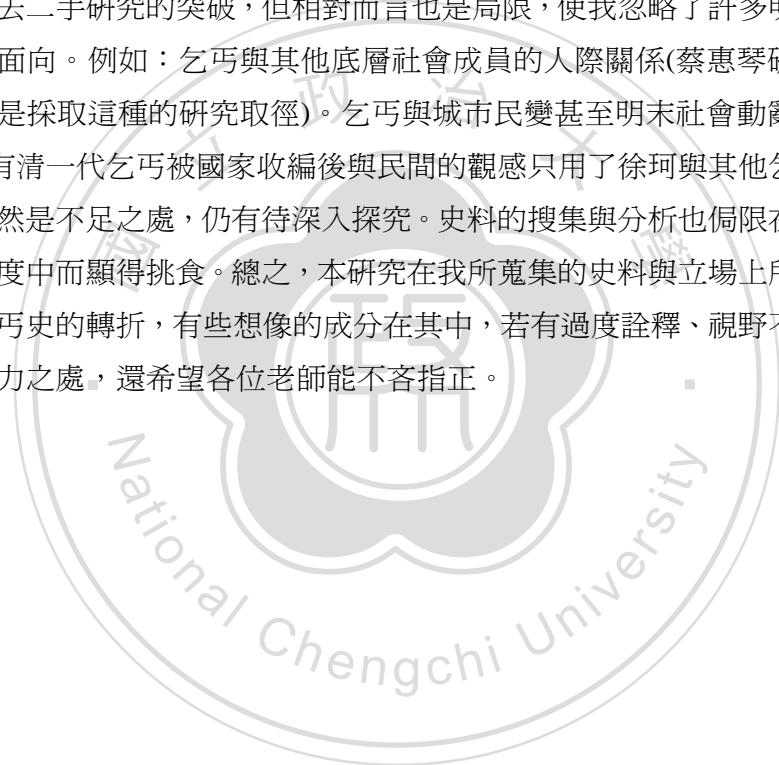 去二手研究的突破，但相對而言也是局限，使我忽略了許多
面向。例如：乞丐與其他底層社會成員的人際關係(蔡惠琴
是採取這種的研究取徑)。乞丐與城市民變甚至明末社會動
有清一代乞丐被國家收編後與民間的觀感只用了徐珂與其他
然是不足之處，仍有待深入探究。史料的搜集與分析也侷限在
度中而顯得挑食。總之，本研究在我所蒐集的史料與立場上所
丐史的轉折，有些想像的成分在其中，若有過度詮釋、視野不
力之處，還希望各位老師能不吝指正。
國立政治大學
National Chengchi University